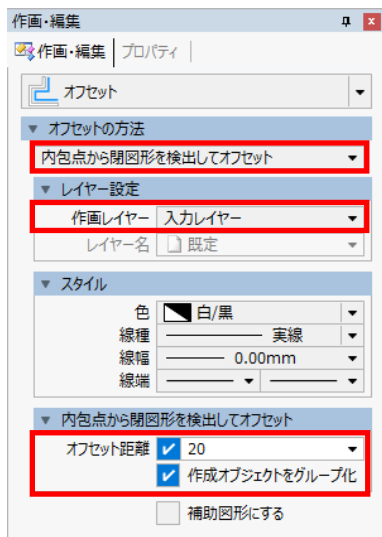 作画・編集
作画・編集 プロパティ
オフセット
オフセットの方法
内包点から閉図形を検出してオフセット
レイヤー設定
作画レイヤー 入力レイヤー
レイヤー名 既定
スタイル
色 白/黒
線種 実線
線幅 0.00mm
線端
内包点から閉図形を検出してオフセット
オフセット距離 20
作成オブジェクトをグループ化
補助図形にする